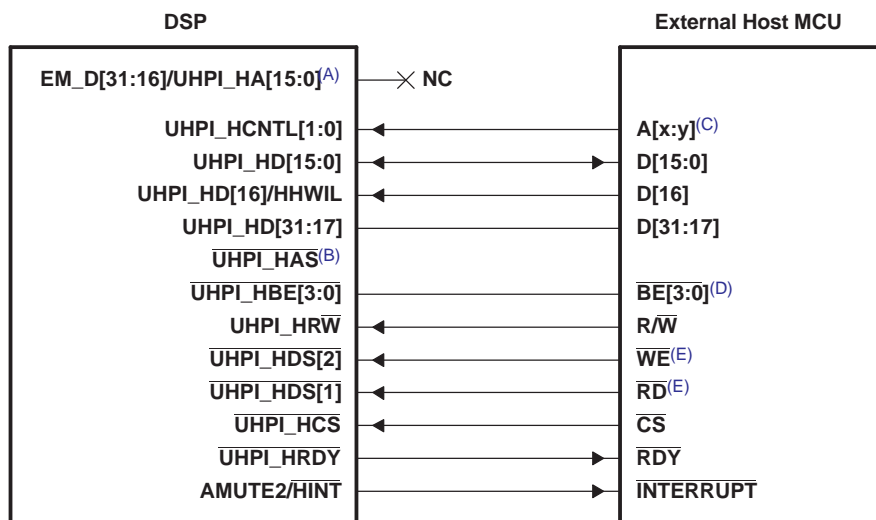 DSP External Host MCU
EM_D[31:16]/UHPI_HA[15:0](A) NC
UHPI_HCNTL[1:0] A[x:y](C)
UHPI_HD[15:0] D[15:0]
UHPI_HD[16]/HHWIL D[16]
UHPI_HD[31:17] D[31:17]
UHPI_HAS(B)
UHPI_HBE[3:0] BE[3:0](D)
UHPI_HRW R/W
UHPI_HDS[2] WE(E)
UHPI_HDS[1] RD(E)
UHPI_HCS CS
UHPI_HRDY RDY
AMUTE2/HINT INTERRUPT